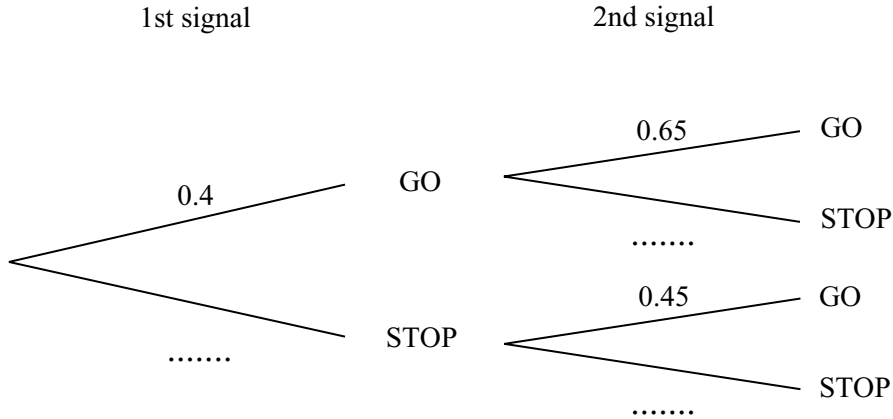 1st signal
2nd signal
0.4
GO
STOP
.......
0.65
GO
STOP
.......
0.45
GO
STOP
.......